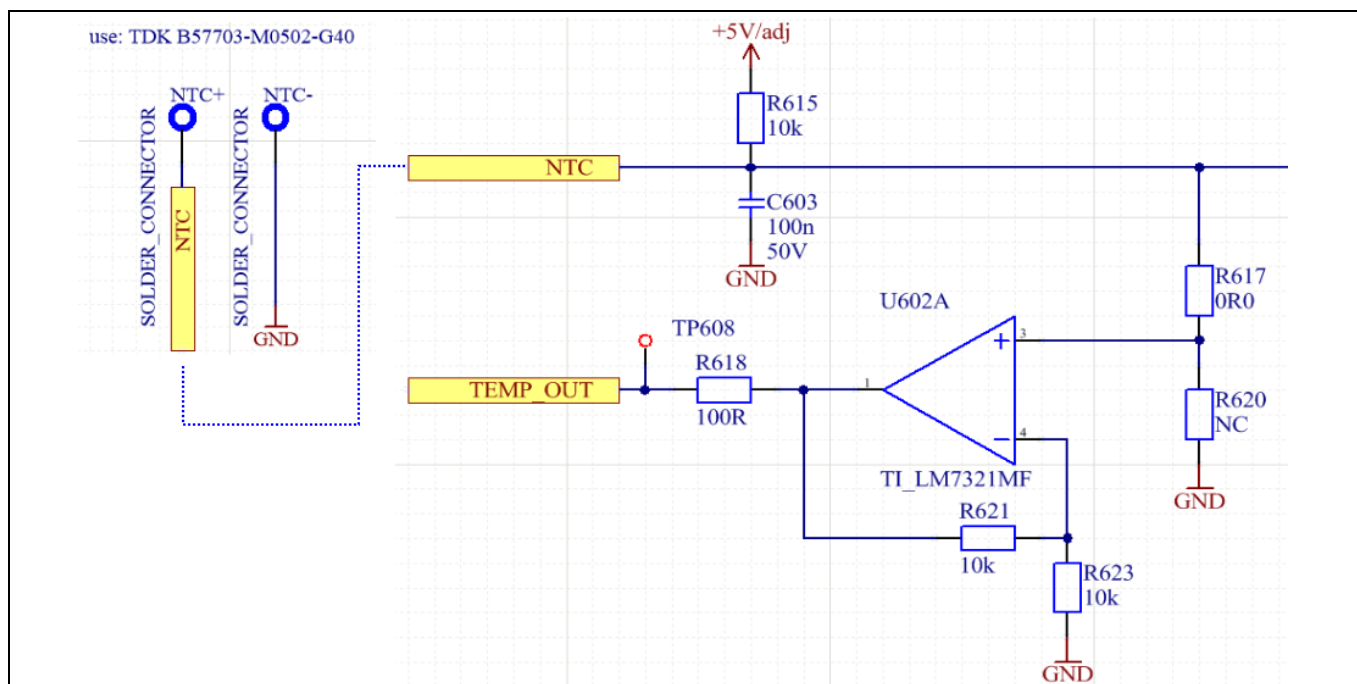 use: TDK B57703-M0502-G40
NTC+
NTC-
SOLDER_CONNECTOR
SOLDER_CONNECTOR
NTC
GND
+5V/adj
R615
10k
NTC
C603
100n
50V
GND
R617
0R0
U602A
TP608
3
+
R618
TEMP_OUT
1
100R
R620
NC
4
−
TI_LM7321MF
GND
R621
10k
R623
10k
GND